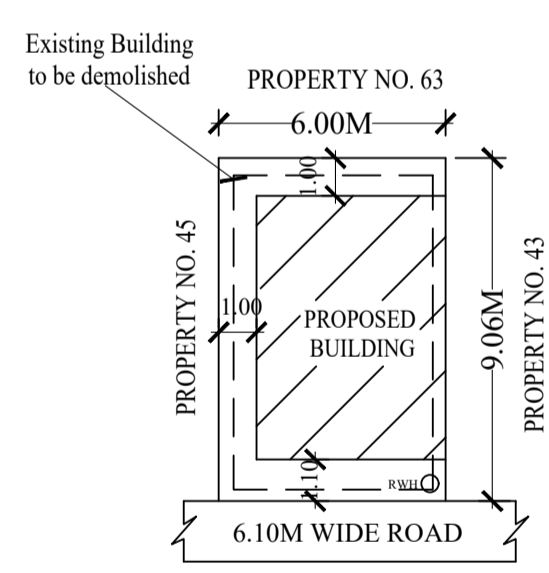 Existing Building
to be demolished
PROPERTY NO. 63
6.00M
1.00
PROPERTY NO. 45
1.00
PROPOSED
BUILDING
9.06M
PROPERTY NO. 43
1.10
RWH
6.10M WIDE ROAD